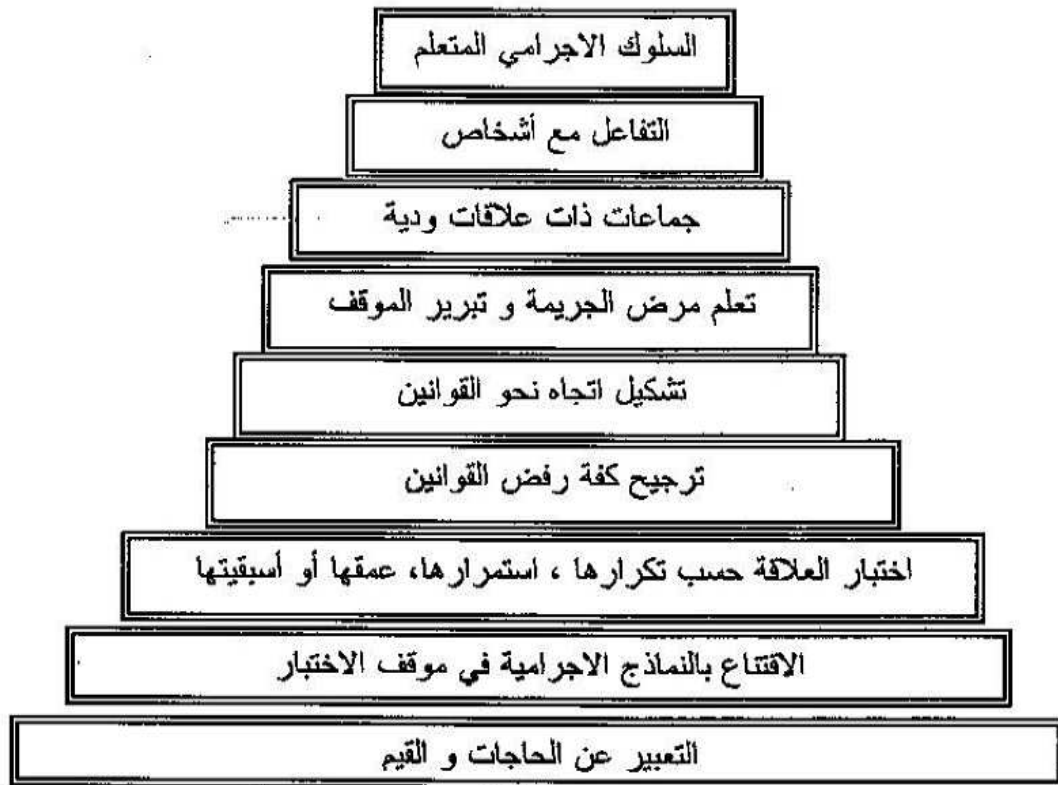 السلوك الاجرامي المتعلم
التفاعل مع أشخاص
جماعات ذات علاقات ودية
تعلم مرض الجريمة و تبرير الموقف
تشكيل اتجاه نحو القوانين
ترجيح كفة رفض القوانين
اختبار العلاقة حسب تكرارها ، استمرارها، عمقها أو أسبقيتها
الاقتناع بالنماذج الاجرامية في موقف الاختبار
التعبير عن الحاجات و القيم